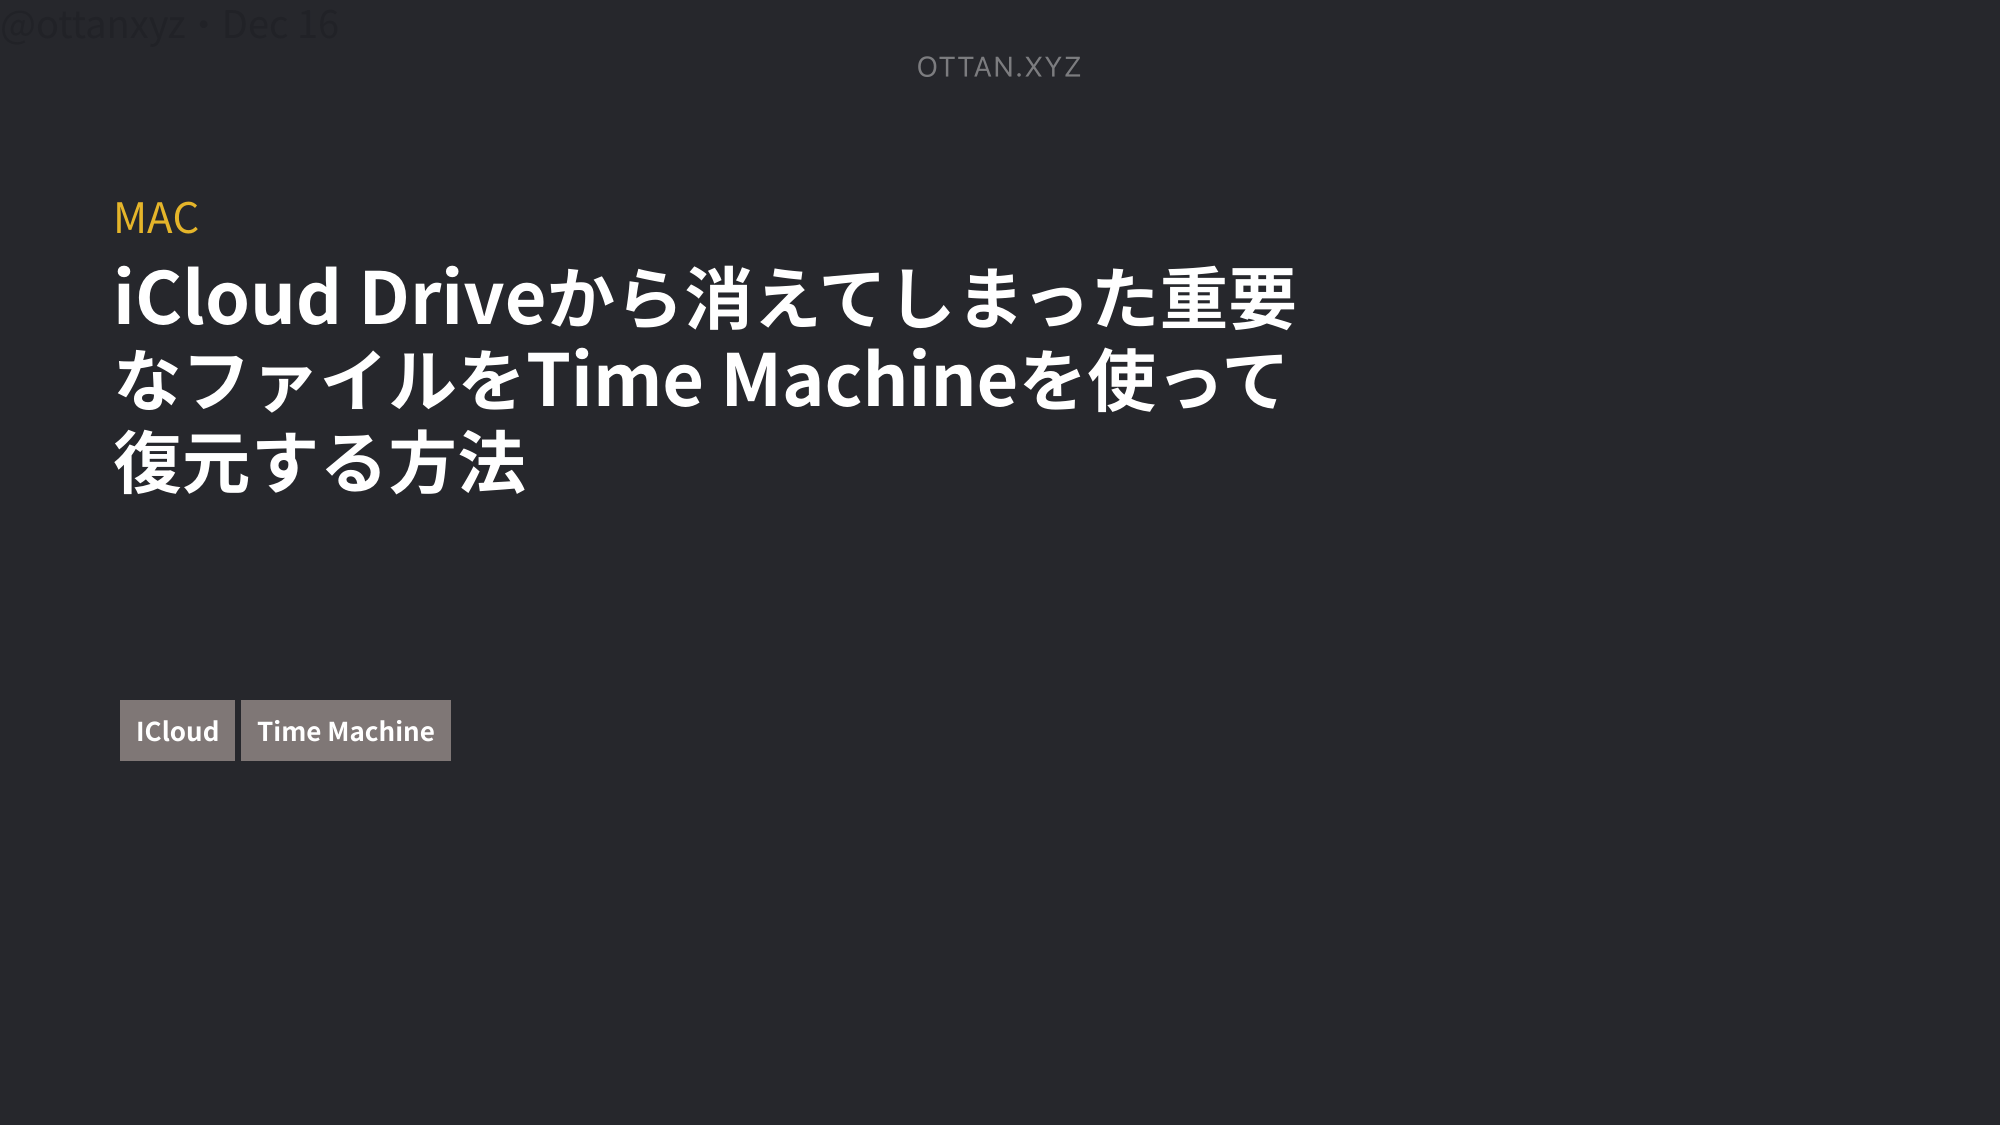 @ottanxyz・Dec 16
OTTAN.XYZ
MAC
iCloud Driveから消えてしまった重要
なファイルをTime Machineを使って
復元する方法
ICloud
Time Machine